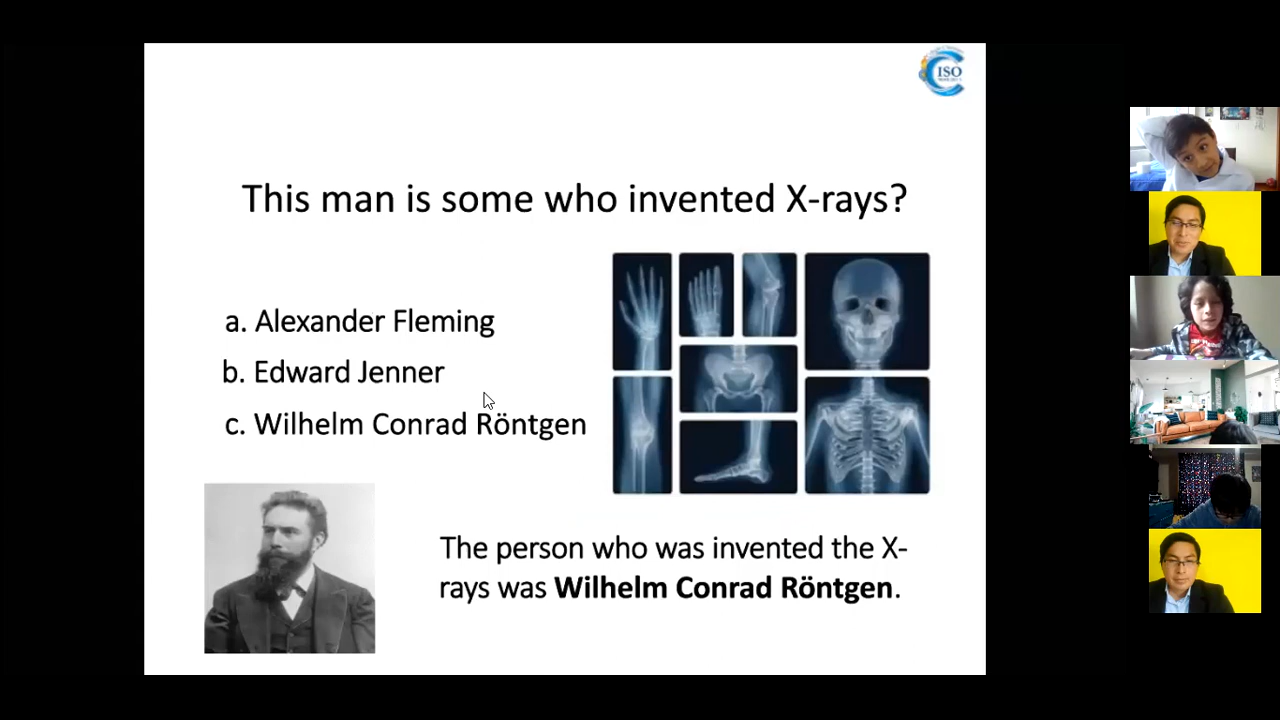 ISO
This man is some who invented X-rays?
a. Alexander Fleming
b. Edward Jenner
c. Wilhelm Conrad Röntgen
The person who was invented the X-
rays was Wilhelm Conrad Röntgen.